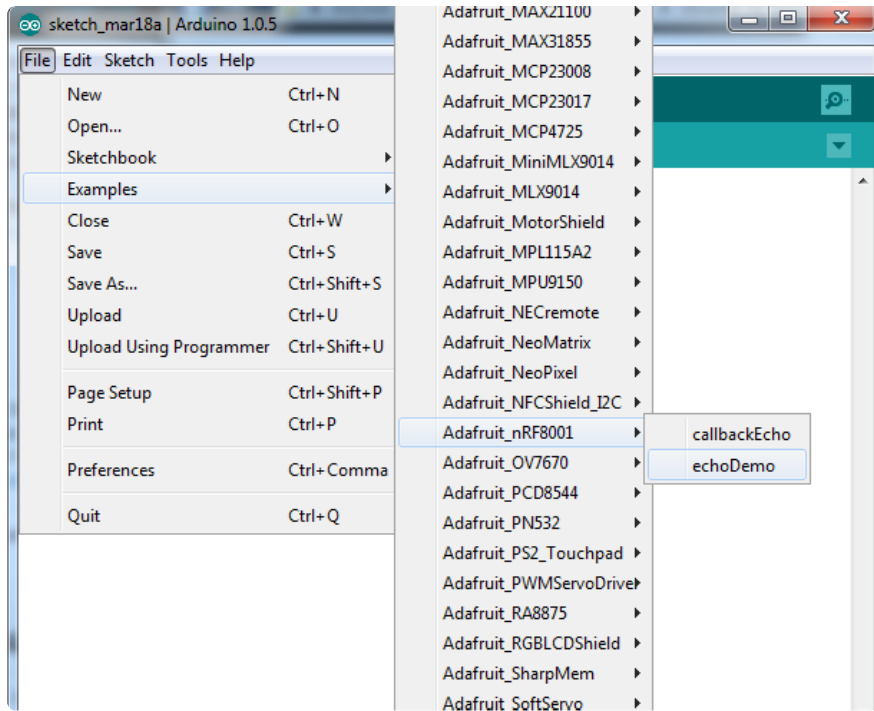 sketch_mar18a | Arduino 1.0.5
File Edit Sketch Tools Help
New Ctrl+N
Open... Ctrl+O
Sketchbook
Examples
Close Ctrl+W
Save Ctrl+S
Save As... Ctrl+Shift+S
Upload Ctrl+U
Upload Using Programmer Ctrl+Shift+U
Page Setup Ctrl+Shift+P
Print Ctrl+P
Preferences Ctrl+Comma
Quit Ctrl+Q
Adafruit_MAX21100
Adafruit_MAX31855
Adafruit_MCP23008
Adafruit_MCP23017
Adafruit_MCP4725
Adafruit_MiniMLX9014
Adafruit_MLX9014
Adafruit_MotorShield
Adafruit_MPL115A2
Adafruit_MPU9150
Adafruit_NECremote
Adafruit_NeoMatrix
Adafruit_NeoPixel
Adafruit_NFCShield_I2C
Adafruit_nRF8001
Adafruit_OV7670
Adafruit_PCD8544
Adafruit_PN532
Adafruit_PS2_Touchpad
Adafruit_PWMServoDriver
Adafruit_RA8875
Adafruit_RGBLCDShield
Adafruit_SharpMem
Adafruit_SoftServo
callbackEcho
echoDemo